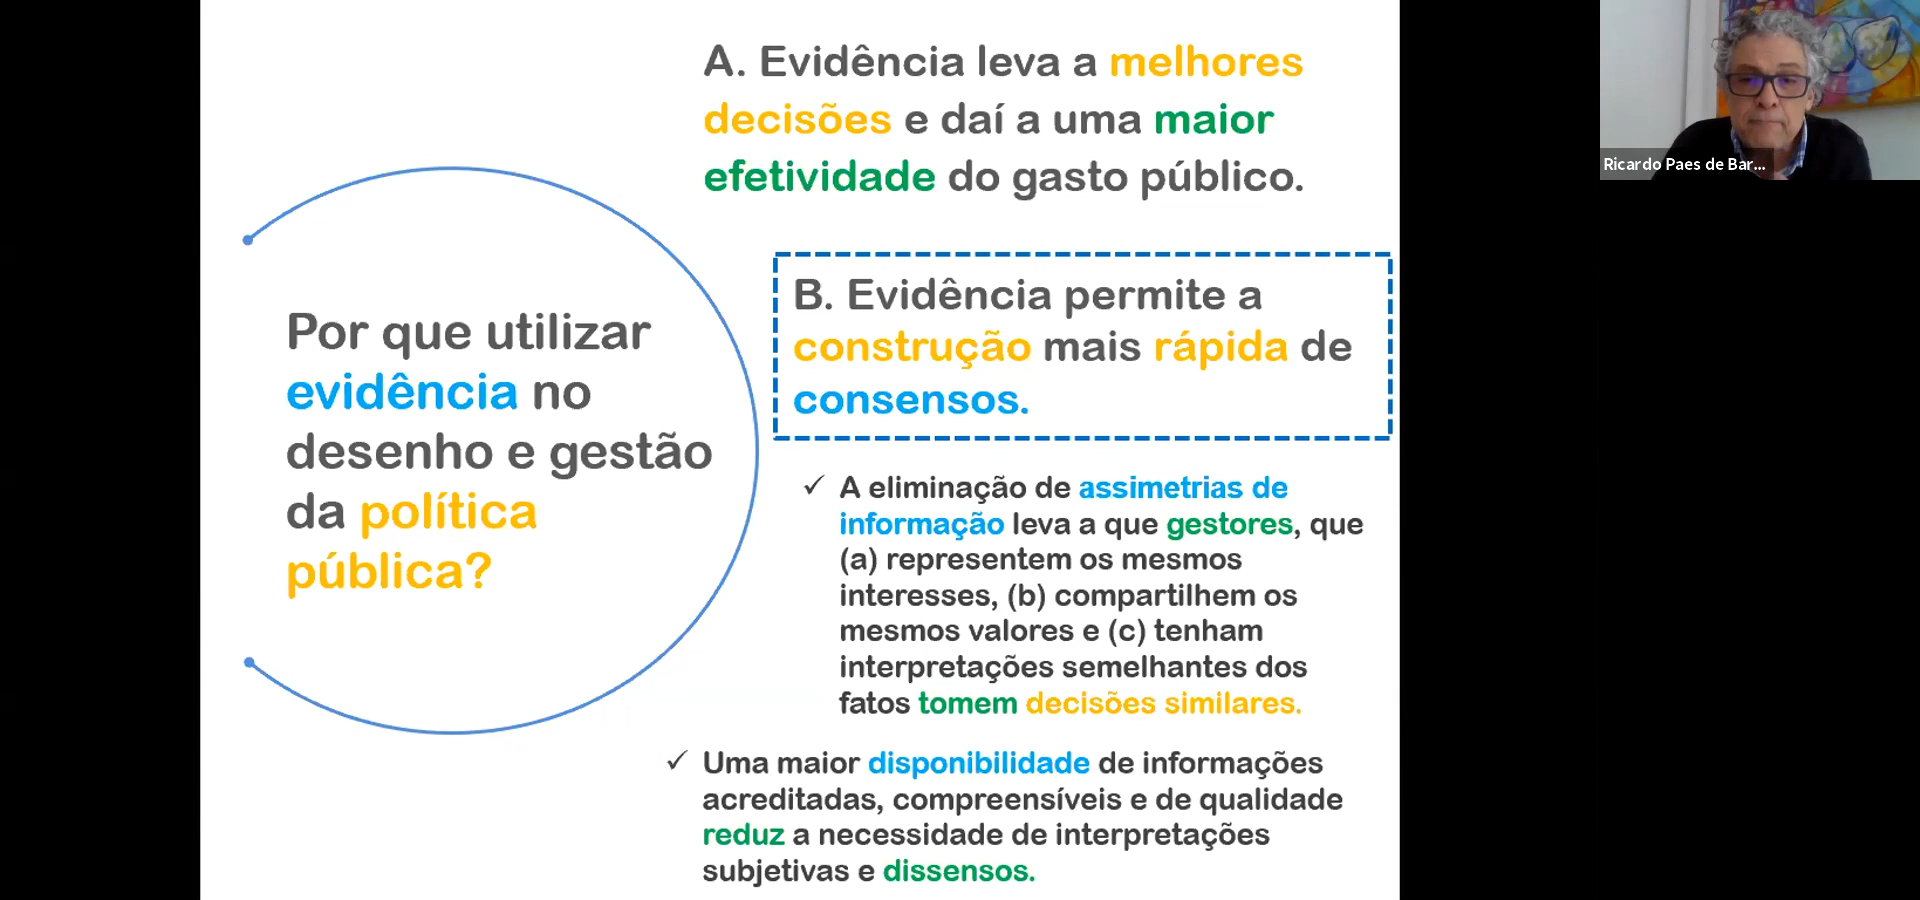 Por que utilizar
evidência no
desenho e gestão
da política
pública?
A. Evidência leva a melhores
decisões e daí a uma maior
efetividade do gasto público.
B. Evidência permite a
construção mais rápida de
consensos.
✓ A eliminação de assimetrias de
informação leva a que gestores, que
(a) representem os mesmos
interesses, (b) compartilhem os
mesmos valores e (c) tenham
interpretações semelhantes dos
fatos tomem decisões similares.
✓ Uma maior disponibilidade de informações
acreditadas, compreensíveis e de qualidade
reduz a necessidade de interpretações
subjetivas e dissensos.
Ricardo Paes de Bar...